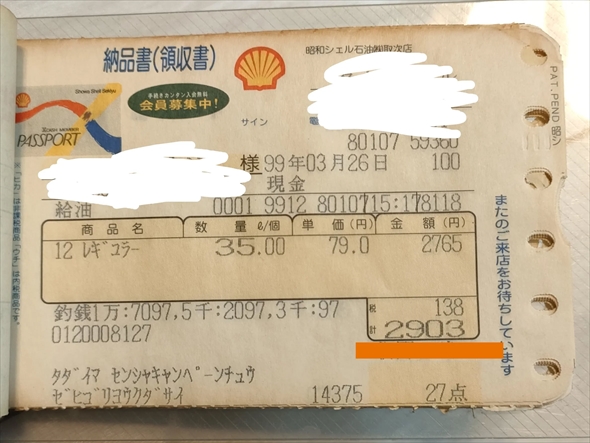 納品書(領収書)
昭和シェル石油㈱取次店
Showa Shell Sekiyu
手続きカンタン入会無料
会員募集中!
PASSPORT
サイン
80107 59360
様 99年03月26日 100
現金
給油 0001 9912 8010715:178118
商品名 数量 ℓ/個 単価(円) 金額(円)
12 ﾚｷﾞｭﾗｰ 35.00 79.0 2765
釣銭1万:7097,5千:2097,3千:97
税 138
0120008127
計 2903
ﾀﾀﾞｲﾏ ｾﾝｼｬｷｬﾝﾍﾟｰﾝﾁｭｳ
ｾﾞﾋｺﾞﾘﾖｳｸﾀﾞｻｲ 14375 27点
またのご来店をお待ちしています
PAT.PEND 昭シ